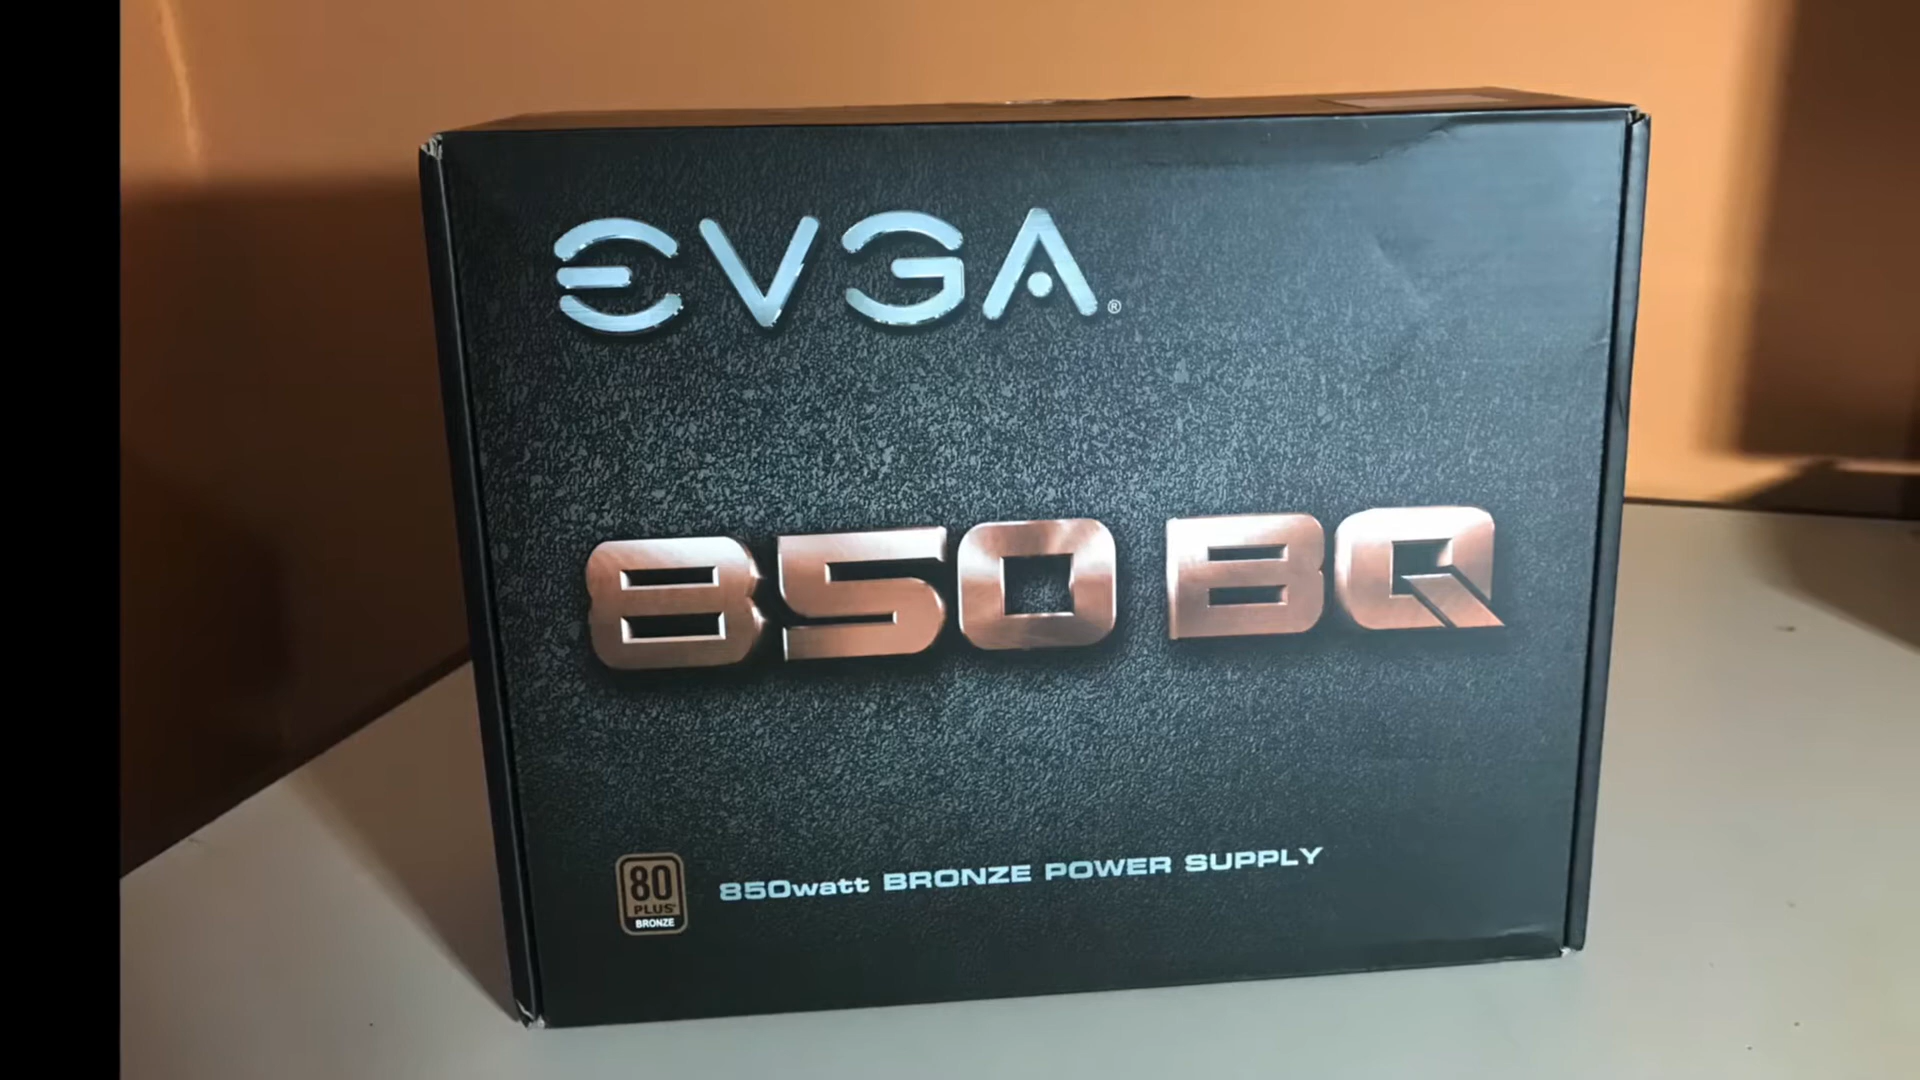 EVGA®
850 BQ
80
PLUS®
BRONZE
850watt BRONZE POWER SUPPLY